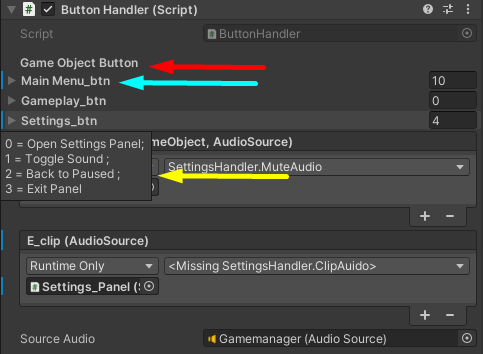 Button Handler (Script)
Script ButtonHandler
Game Object Button
Main Menu_btn 10
Gameplay_btn 0
Settings_btn 4
0 = Open Settings Panel;
1 = Toggle Sound ;
2 = Back to Paused ;
3 = Exit Panel
meObject, AudioSource)
SettingsHandler.MuteAudio
E_clip (AudioSource)
Runtime Only <Missing SettingsHandler.ClipAuido>
Settings_Panel (
Source Audio Gamemanager (Audio Source)